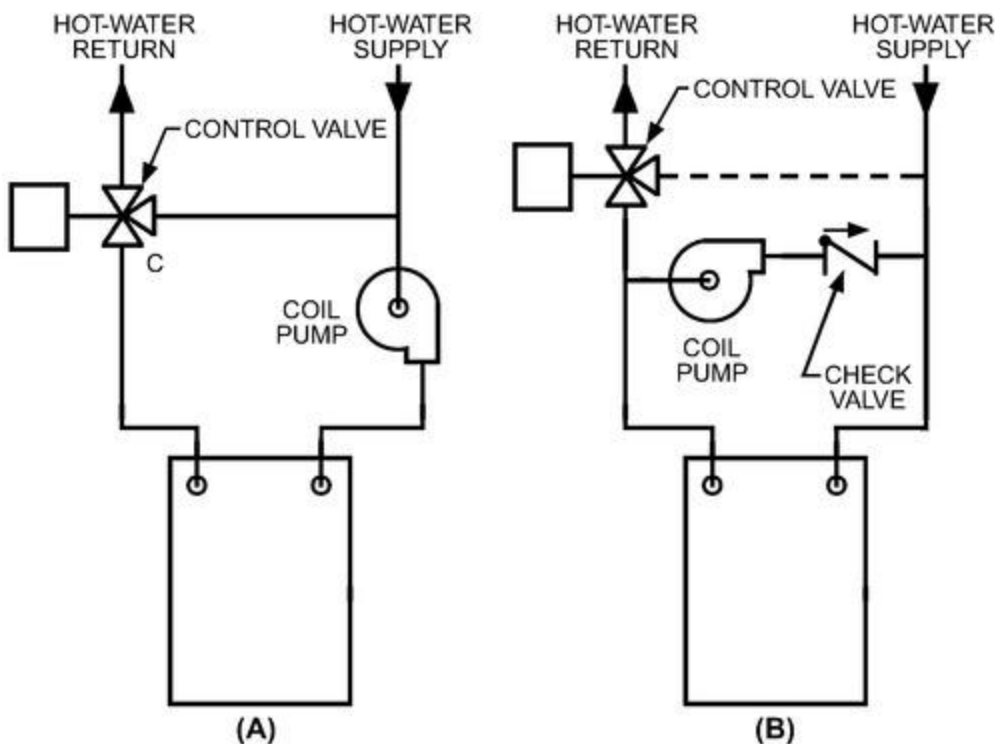 HOT-WATER
RETURN
HOT-WATER
SUPPLY
CONTROL VALVE
C
COIL
PUMP
(A)
HOT-WATER
RETURN
HOT-WATER
SUPPLY
CONTROL VALVE
COIL
PUMP
CHECK
VALVE
(B)